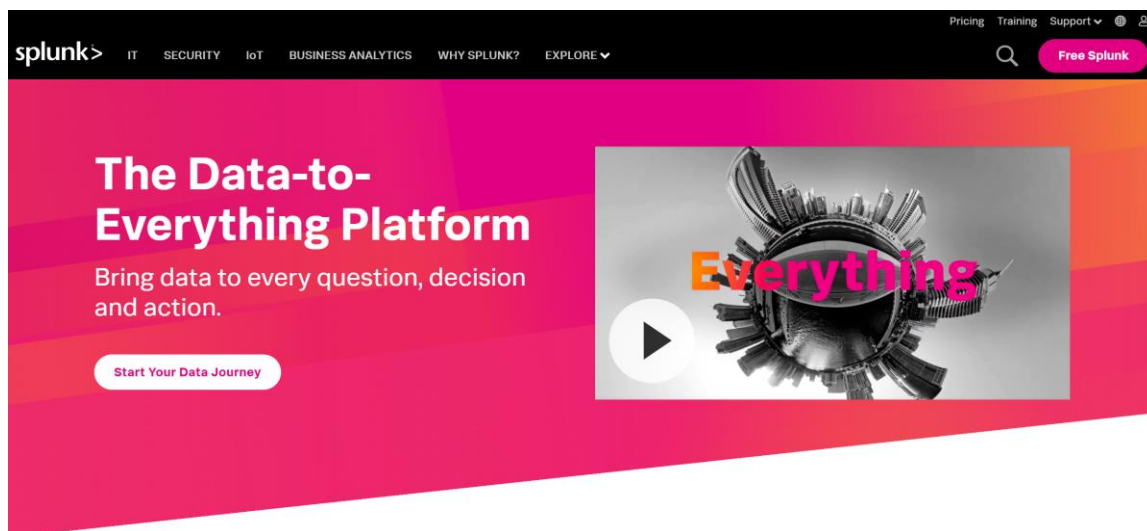 Pricing Training Support
splunk> IT SECURITY IoT BUSINESS ANALYTICS WHY SPLUNK? EXPLORE Free Splunk
The Data-to-
Everything Platform
Bring data to every question, decision
and action.
Everything
Start Your Data Journey